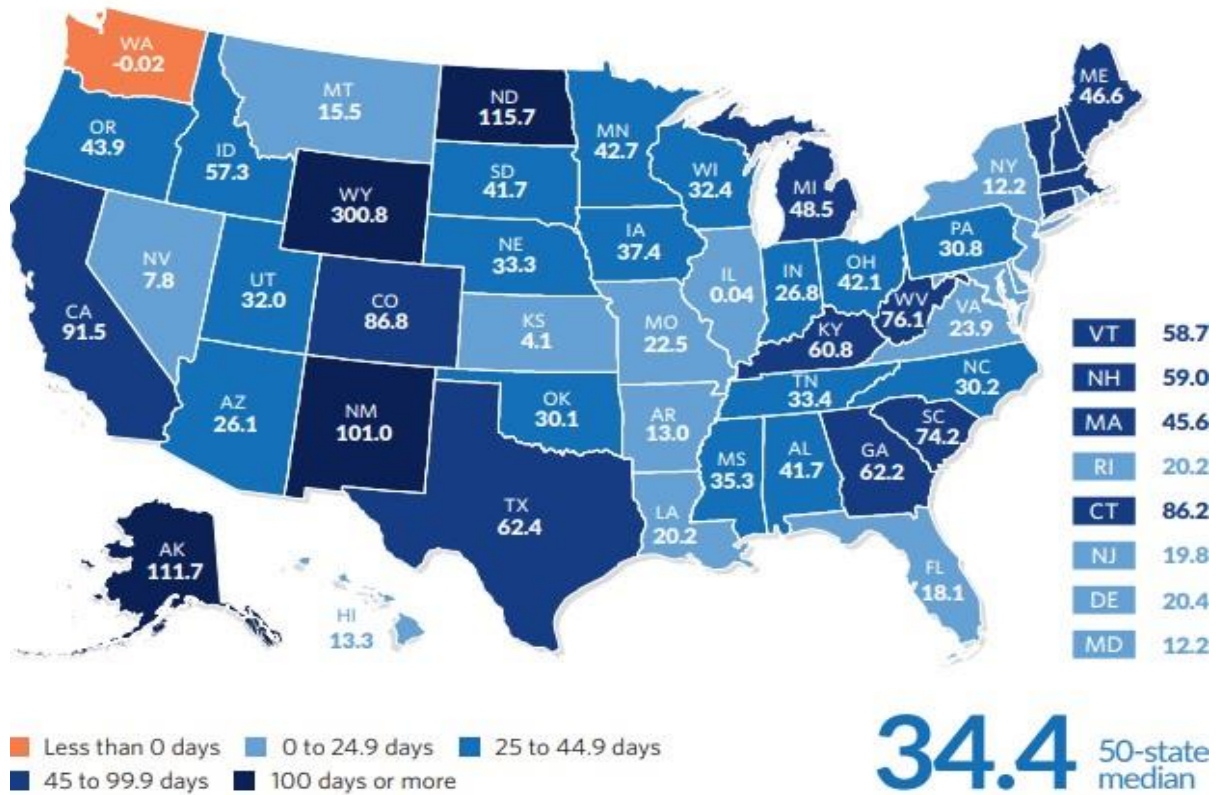 WA
-0.02
MT
15.5
ND
115.7
ME
46.6
OR
43.9
ID
57.3
MN
42.7
SD
41.7
WI
32.4
NY
12.2
WY
300.8
MI
48.5
NV
7.8
NE
33.3
IA
37.4
PA
30.8
UT
32.0
IL
0.04
IN
26.8
OH
42.1
CA
91.5
CO
86.8
WV
76.1
VA
23.9
KS
4.1
MO
22.5
KY
60.8
VT 58.7
NH 59.0
MA 45.6
RI 20.2
CT 86.2
NJ 19.8
DE 20.4
MD 12.2
NC
30.2
TN
33.4
AZ
26.1
NM
101.0
OK
30.1
AR
13.0
SC
74.2
MS
35.3
AL
41.7
GA
62.2
TX
62.4
LA
20.2
AK
111.7
FL
18.1
HI
13.3
Less than 0 days 0 to 24.9 days 25 to 44.9 days
45 to 99.9 days 100 days or more
34.4 50-state
median